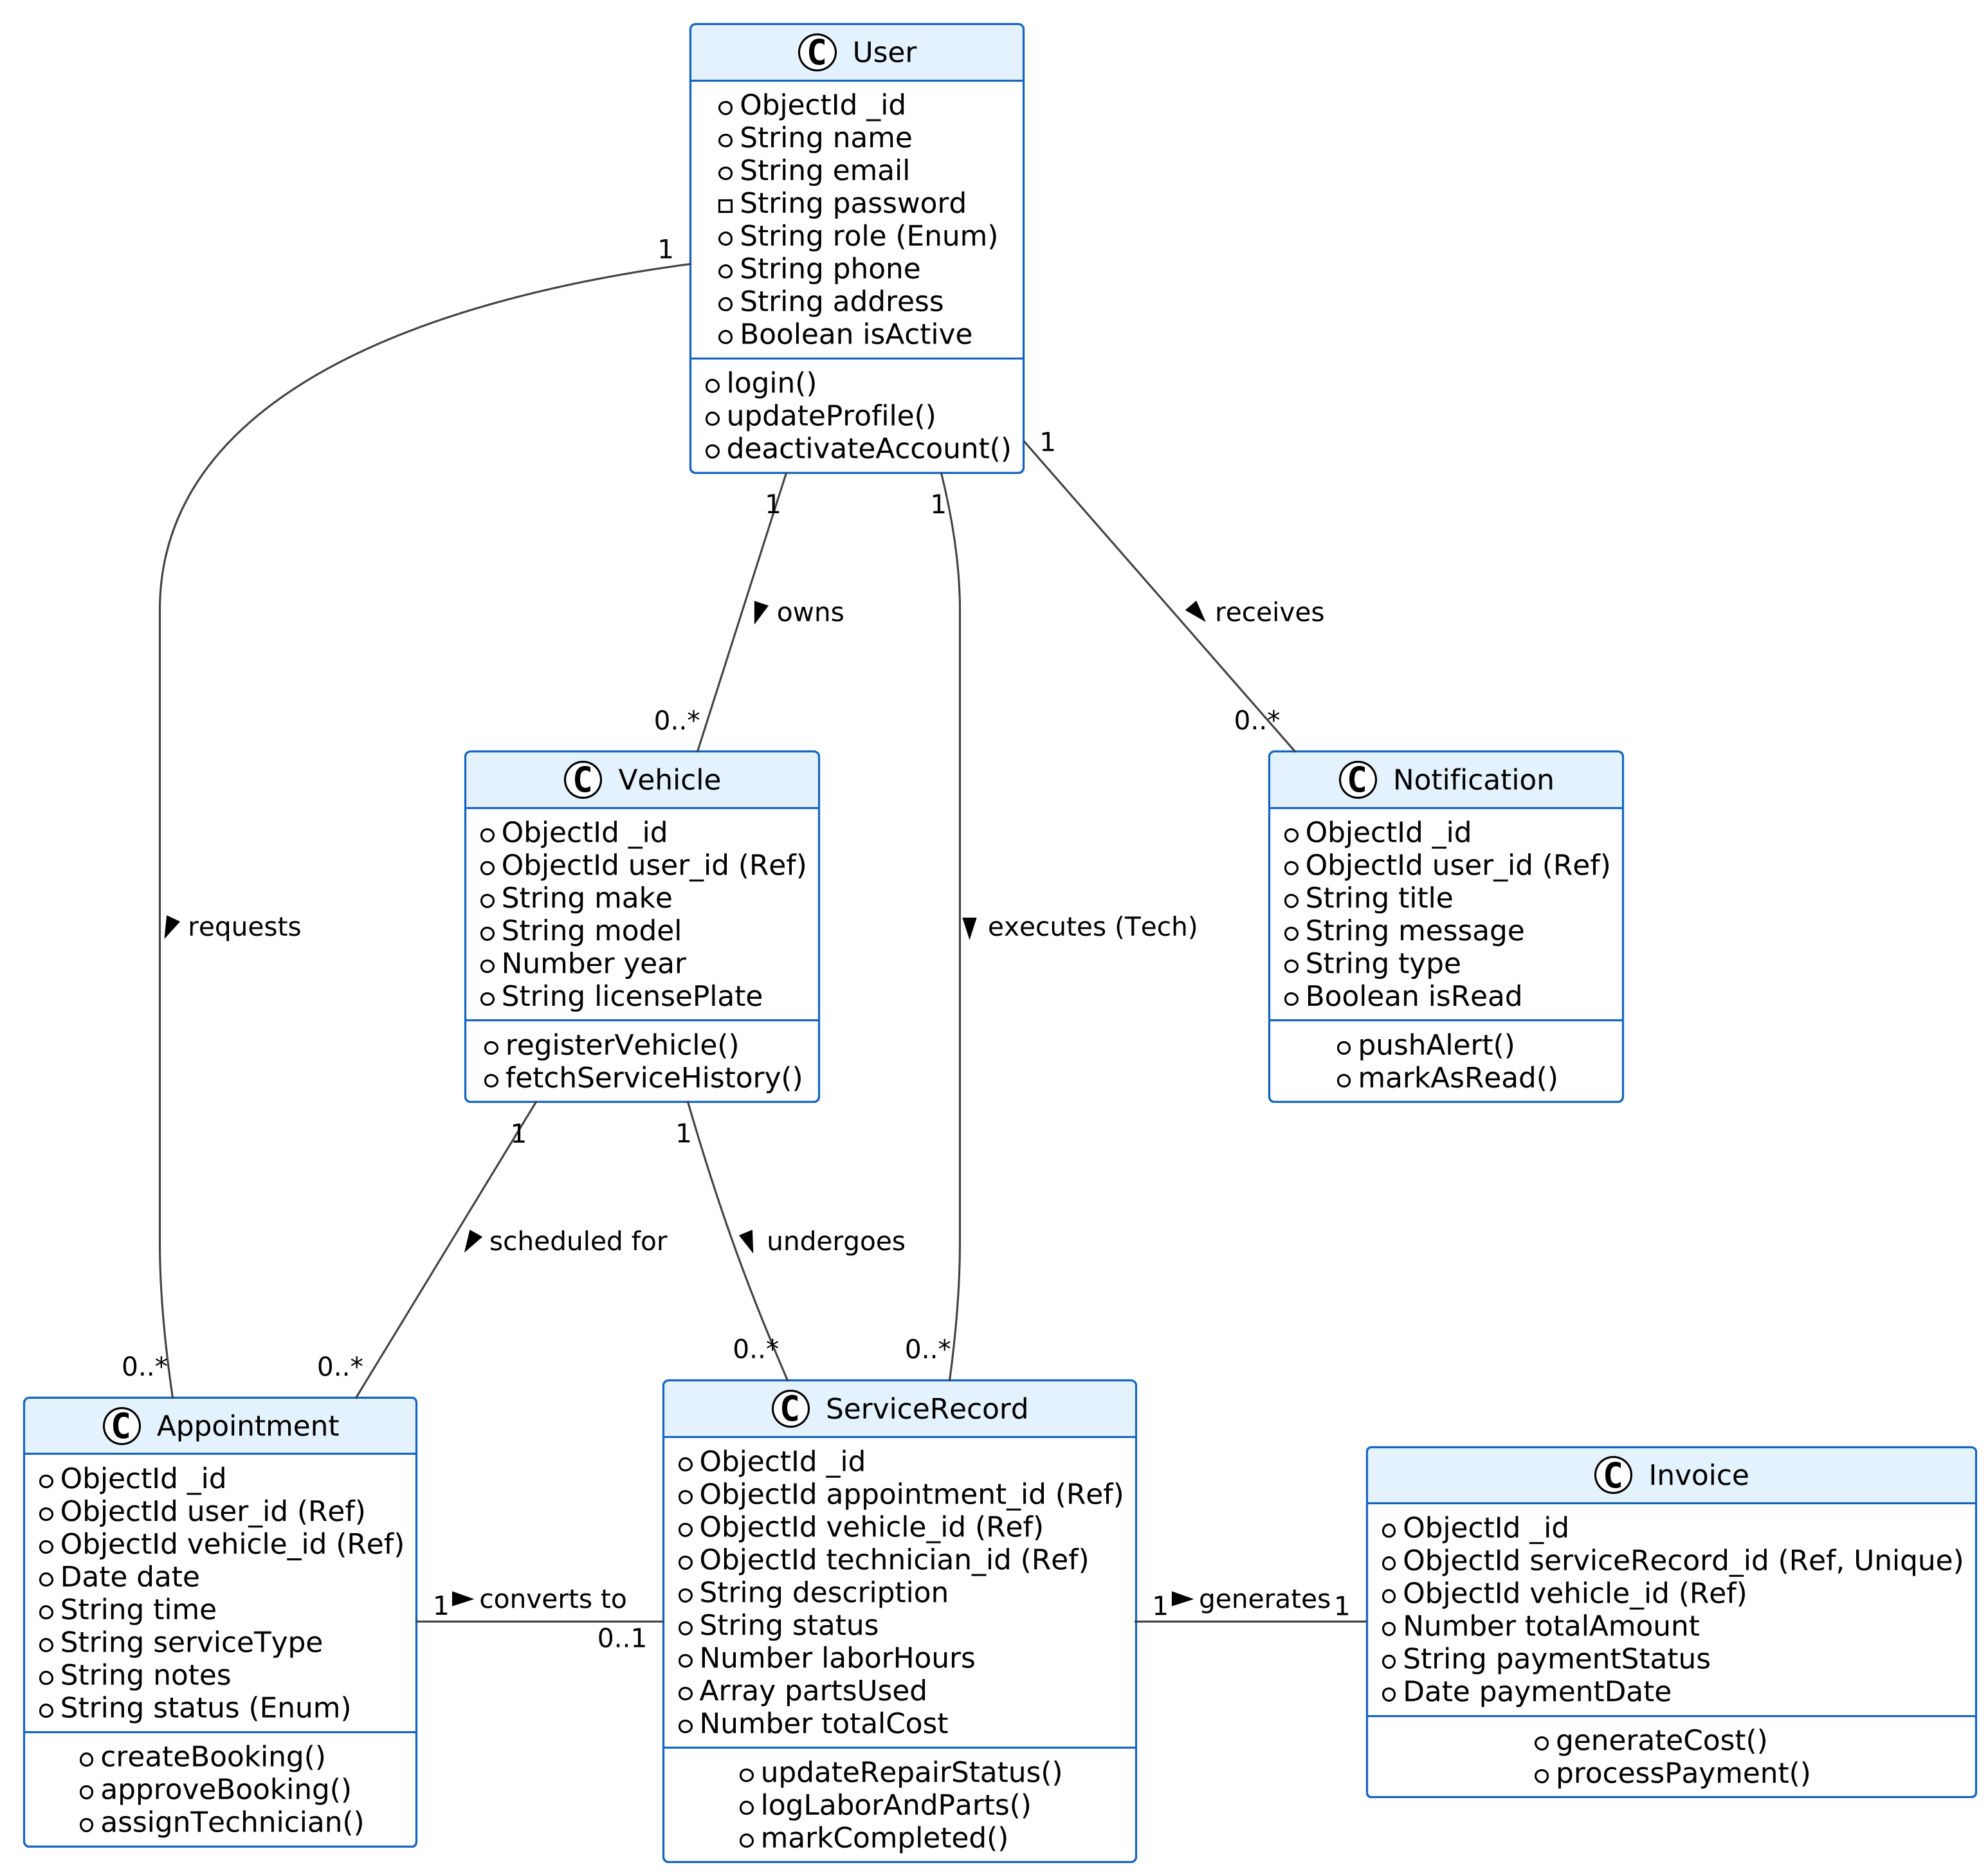 C User
ObjectId _id
String name
String email
String password
String role (Enum)
String phone
String address
Boolean isActive
login()
updateProfile()
deactivateAccount()
1
1
1
1
owns
receives
0..*
0..*
C Vehicle
ObjectId _id
ObjectId user_id (Ref)
String make
String model
Number year
String licensePlate
registerVehicle()
fetchServiceHistory()
C Notification
ObjectId _id
ObjectId user_id (Ref)
String title
String message
String type
Boolean isRead
pushAlert()
markAsRead()
requests
executes (Tech)
1
1
scheduled for
undergoes
0..*
0..*
0..*
0..*
C Appointment
ObjectId _id
ObjectId user_id (Ref)
ObjectId vehicle_id (Ref)
Date date
String time
String serviceType
String notes
String status (Enum)
createBooking()
approveBooking()
assignTechnician()
1 converts to
0..1
C ServiceRecord
ObjectId _id
ObjectId appointment_id (Ref)
ObjectId vehicle_id (Ref)
ObjectId technician_id (Ref)
String description
String status
Number laborHours
Array partsUsed
Number totalCost
updateRepairStatus()
logLaborAndParts()
markCompleted()
1 generates 1
C Invoice
ObjectId _id
ObjectId serviceRecord_id (Ref, Unique)
ObjectId vehicle_id (Ref)
Number totalAmount
String paymentStatus
Date paymentDate
generateCost()
processPayment()